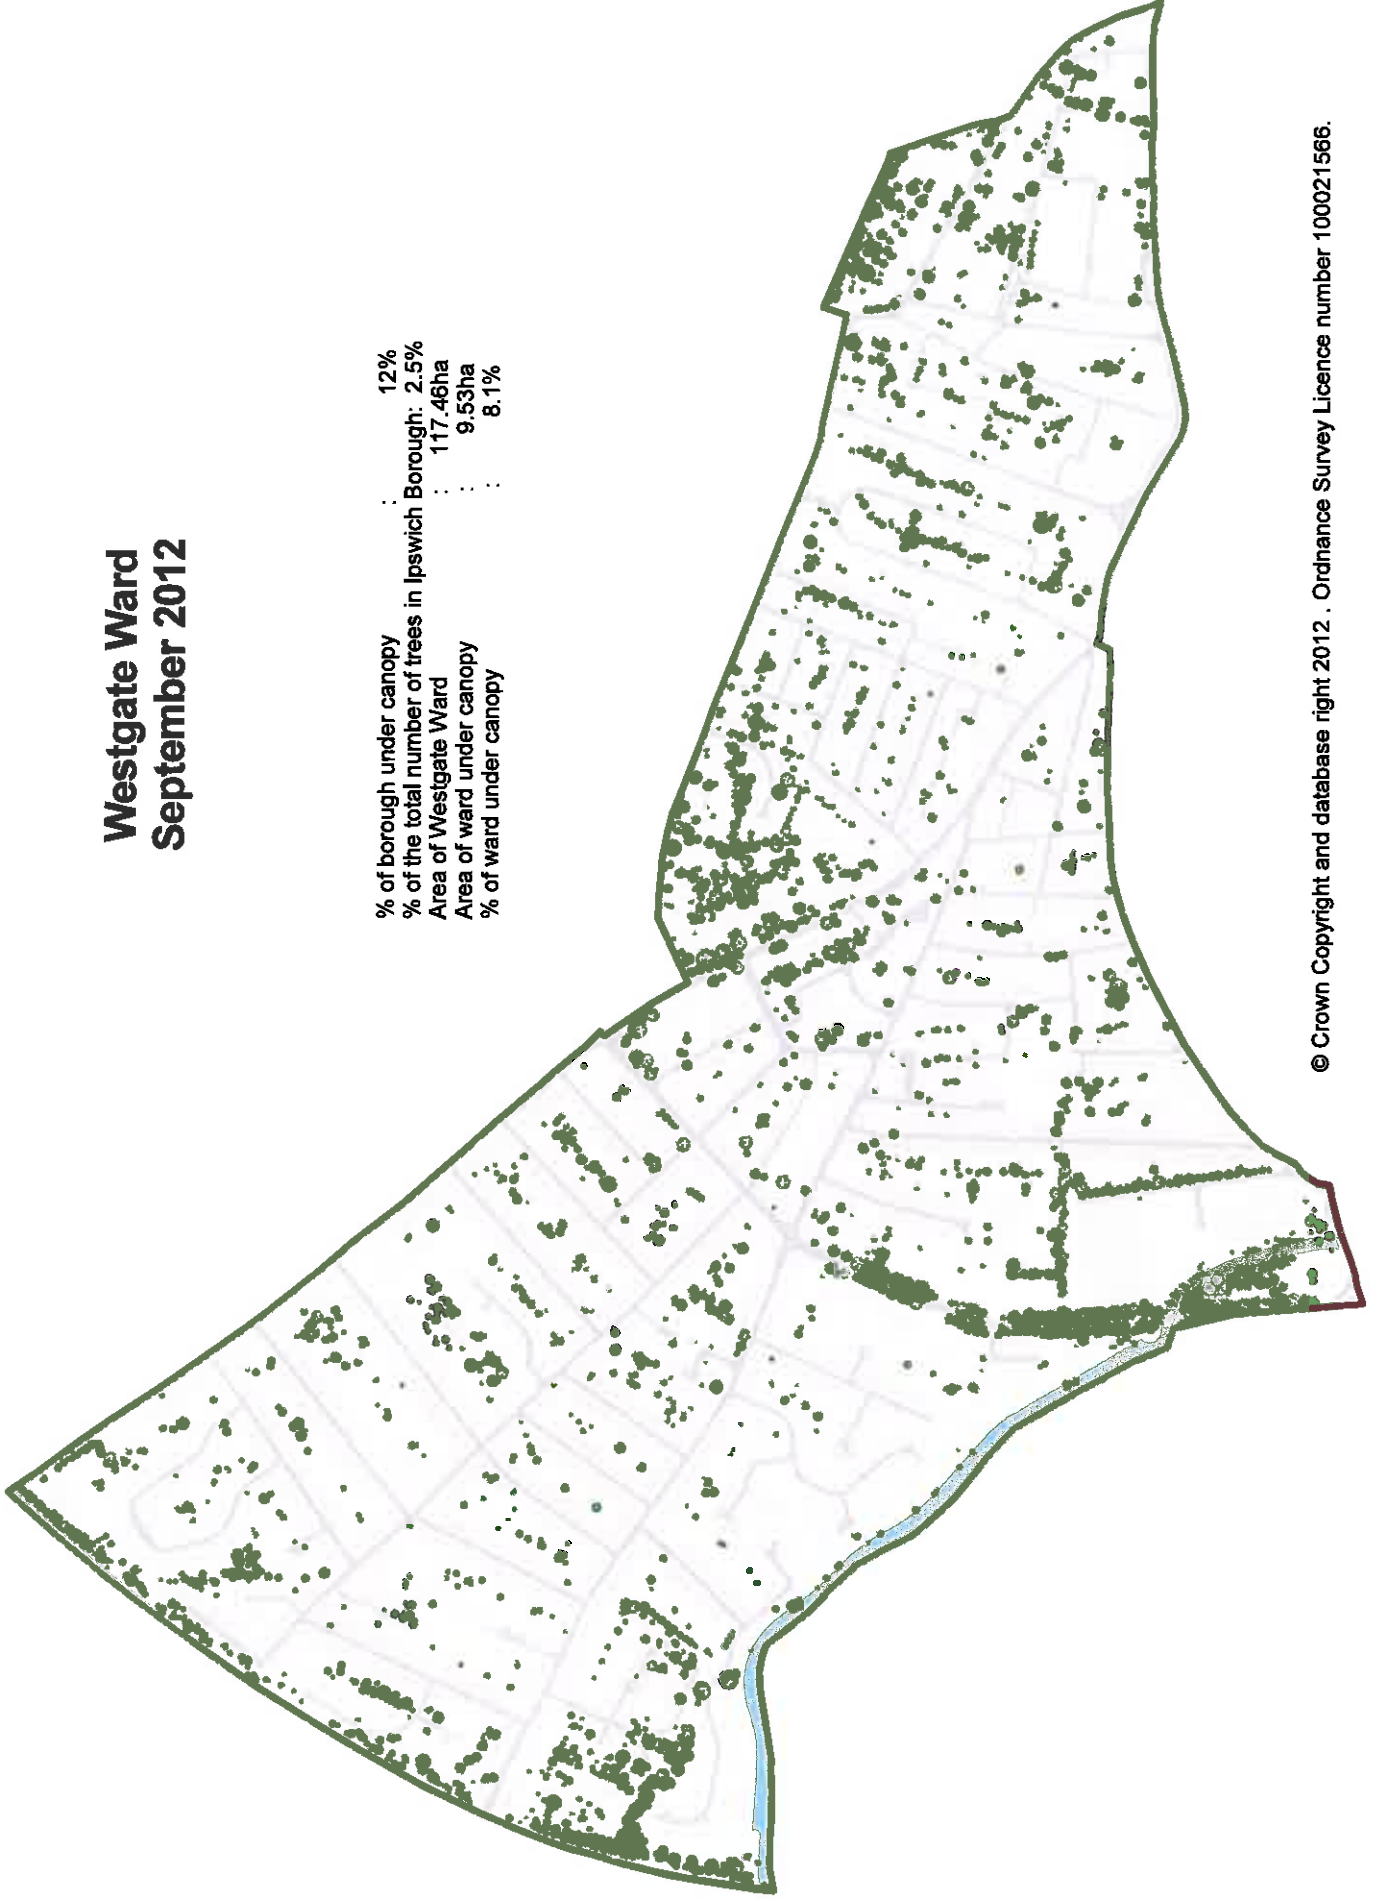 Westgate Ward
September 2012
% of borough under canopy : 12%
% of the total number of trees in Ipswich Borough: 2.5%
Area of Westgate Ward : 117.46ha
Area of ward under canopy : 9.53ha
% of ward under canopy : 8.1%
© Crown Copyright and database right 2012 . Ordnance Survey Licence number 100021566.